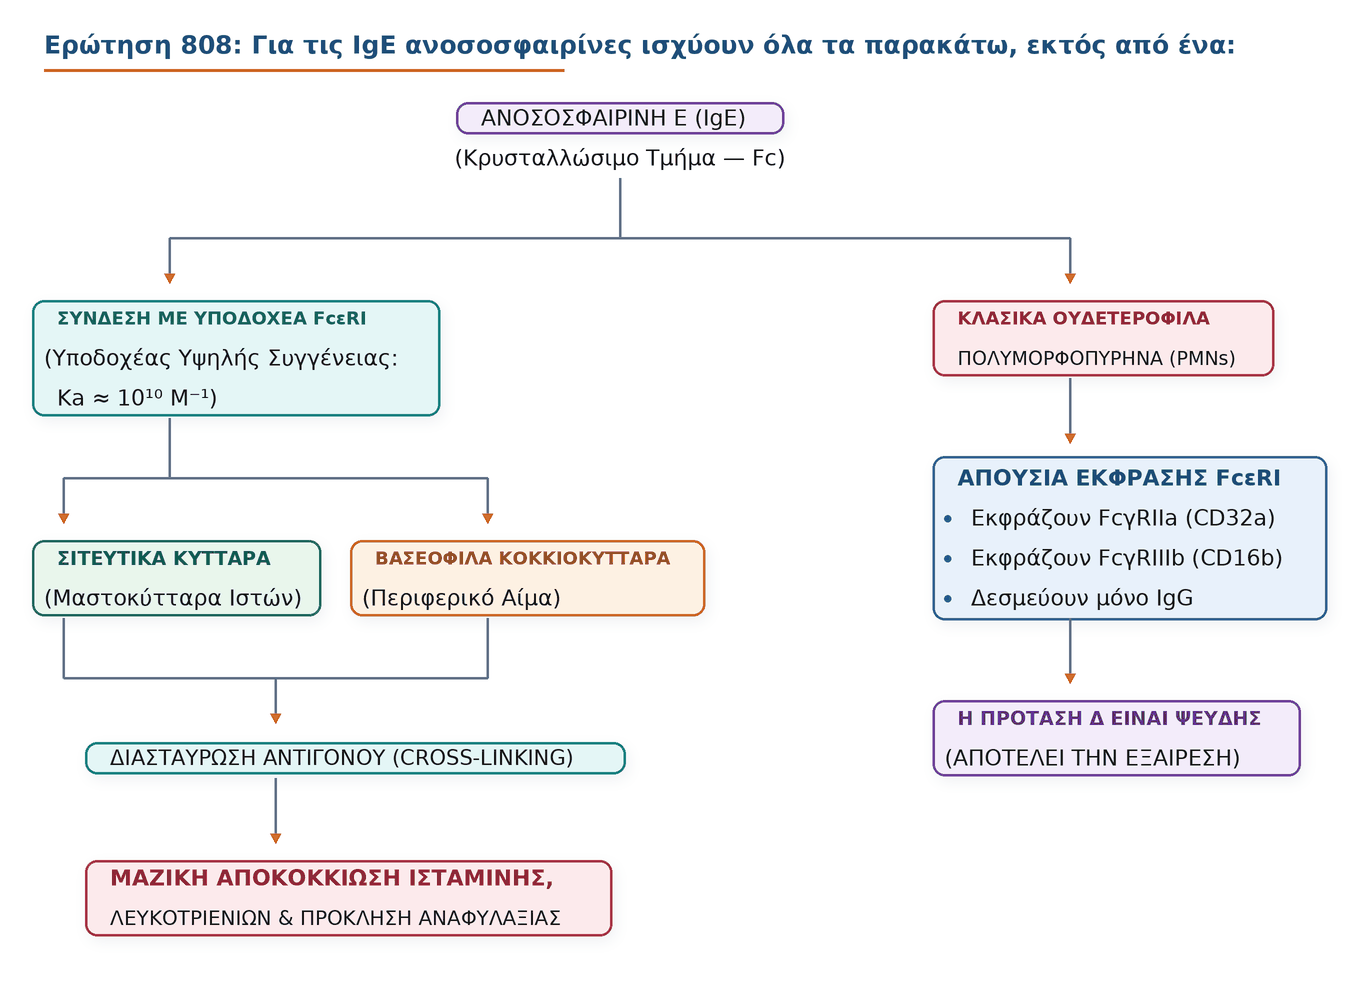 Ερώτηση 808: Για τις IgE ανοσοσφαιρίνες ισχύουν όλα τα παρακάτω, εκτός από ένα:
ΑΝΟΣΟΣΦΑΙΡΙΝΗ Ε (IgE)
(Κρυσταλλώσιμο Τμήμα — Fc)
ΣΥΝΔΕΣΗ ΜΕ ΥΠΟΔΟΧΕΑ FcεRI
(Υποδοχέας Υψηλής Συγγένειας:
Ka ≈ 10¹⁰ M⁻¹)
ΚΛΑΣΙΚΑ ΟΥΔΕΤΕΡΟΦΙΛΑ
ΠΟΛΥΜΟΡΦΟΠΥΡΗΝΑ (PMNs)
ΣΙΤΕΥΤΙΚΑ ΚΥΤΤΑΡΑ
(Μαστοκύτταρα Ιστών)
ΒΑΣΕΟΦΙΛΑ ΚΟΚΚΙΟΚΥΤΤΑΡΑ
(Περιφερικό Αίμα)
ΑΠΟΥΣΙΑ ΕΚΦΡΑΣΗΣ FcεRI
• Εκφράζουν FcγRIIa (CD32a)
• Εκφράζουν FcγRIIIb (CD16b)
• Δεσμεύουν μόνο IgG
ΔΙΑΣΤΑΥΡΩΣΗ ΑΝΤΙΓΟΝΟΥ (CROSS-LINKING)
Η ΠΡΟΤΑΣΗ Δ ΕΙΝΑΙ ΨΕΥΔΗΣ
(ΑΠΟΤΕΛΕΙ ΤΗΝ ΕΞΑΙΡΕΣΗ)
ΜΑΖΙΚΗ ΑΠΟΚΟΚΚΙΩΣΗ ΙΣΤΑΜΙΝΗΣ,
ΛΕΥΚΟΤΡΙΕΝΙΩΝ & ΠΡΟΚΛΗΣΗ ΑΝΑΦΥΛΑΞΙΑΣ